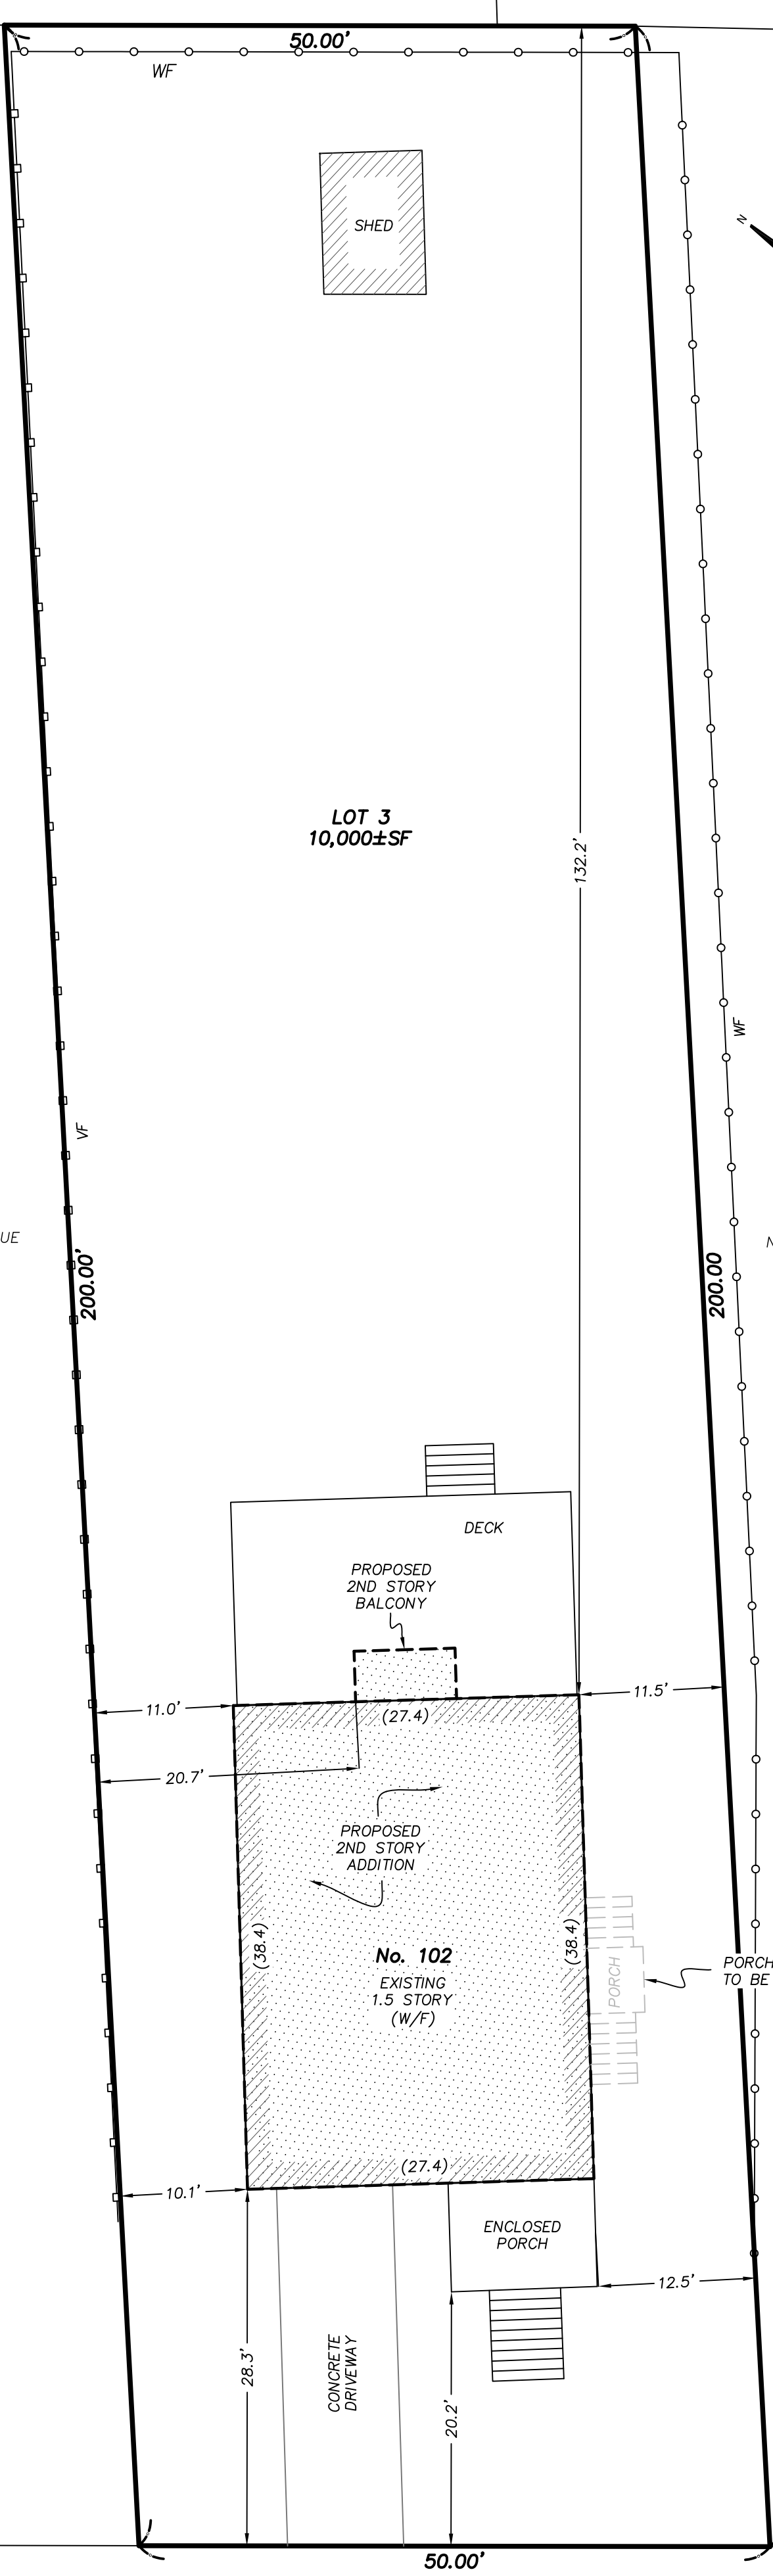 50.00'
WF
SHED
N
LOT 3
10,000±SF
132.2'
WF
VF
UE
N
200.00'
200.00
DECK
PROPOSED
2ND STORY
BALCONY
11.0'
11.5'
(27.4)
20.7'
PROPOSED
2ND STORY
ADDITION
(38.4)
(38.4)
No. 102
EXISTING
1.5 STORY
(W/F)
PORCH
PORCH
TO BE
(27.4)
10.1'
ENCLOSED
PORCH
12.5'
28.3'
CONCRETE
DRIVEWAY
20.2'
50.00'